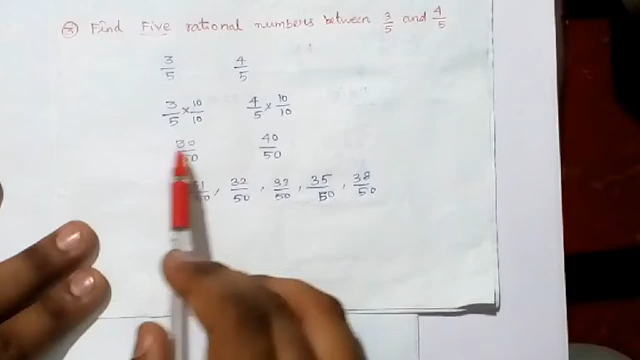 ③ Find Five rational numbers between 3/5 and 4/5
3/5 4/5
3/5 × 10/10 4/5 × 10/10
30/50 40/50
32/50, 33/50, 35/50, 38/50